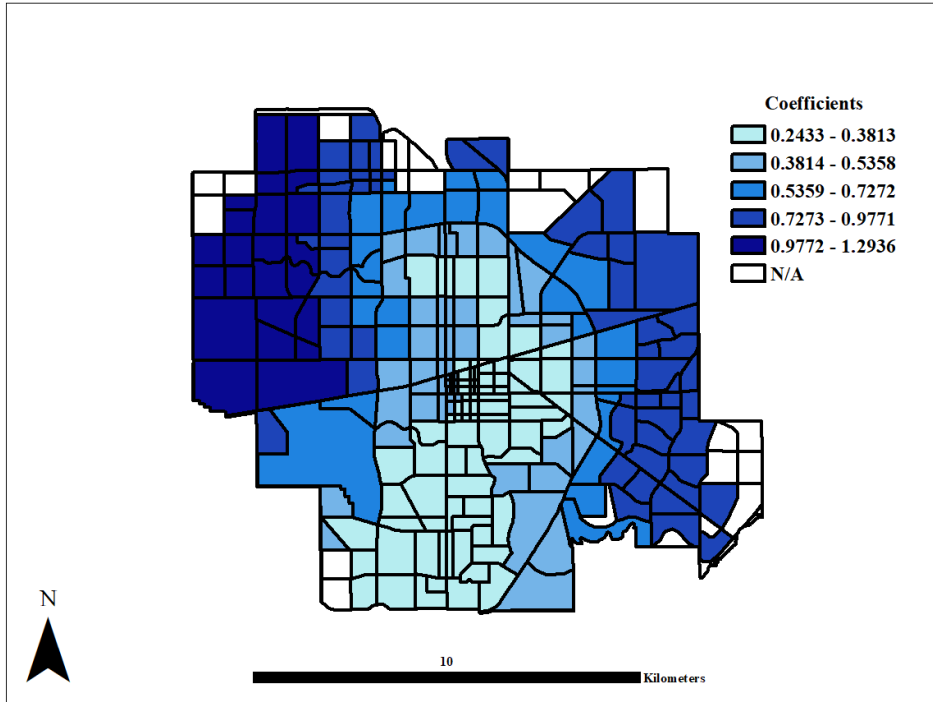 Coefficients
0.2433 - 0.3813
0.3814 - 0.5358
0.5359 - 0.7272
0.7273 - 0.9771
0.9772 - 1.2936
N/A
N
10
Kilometers